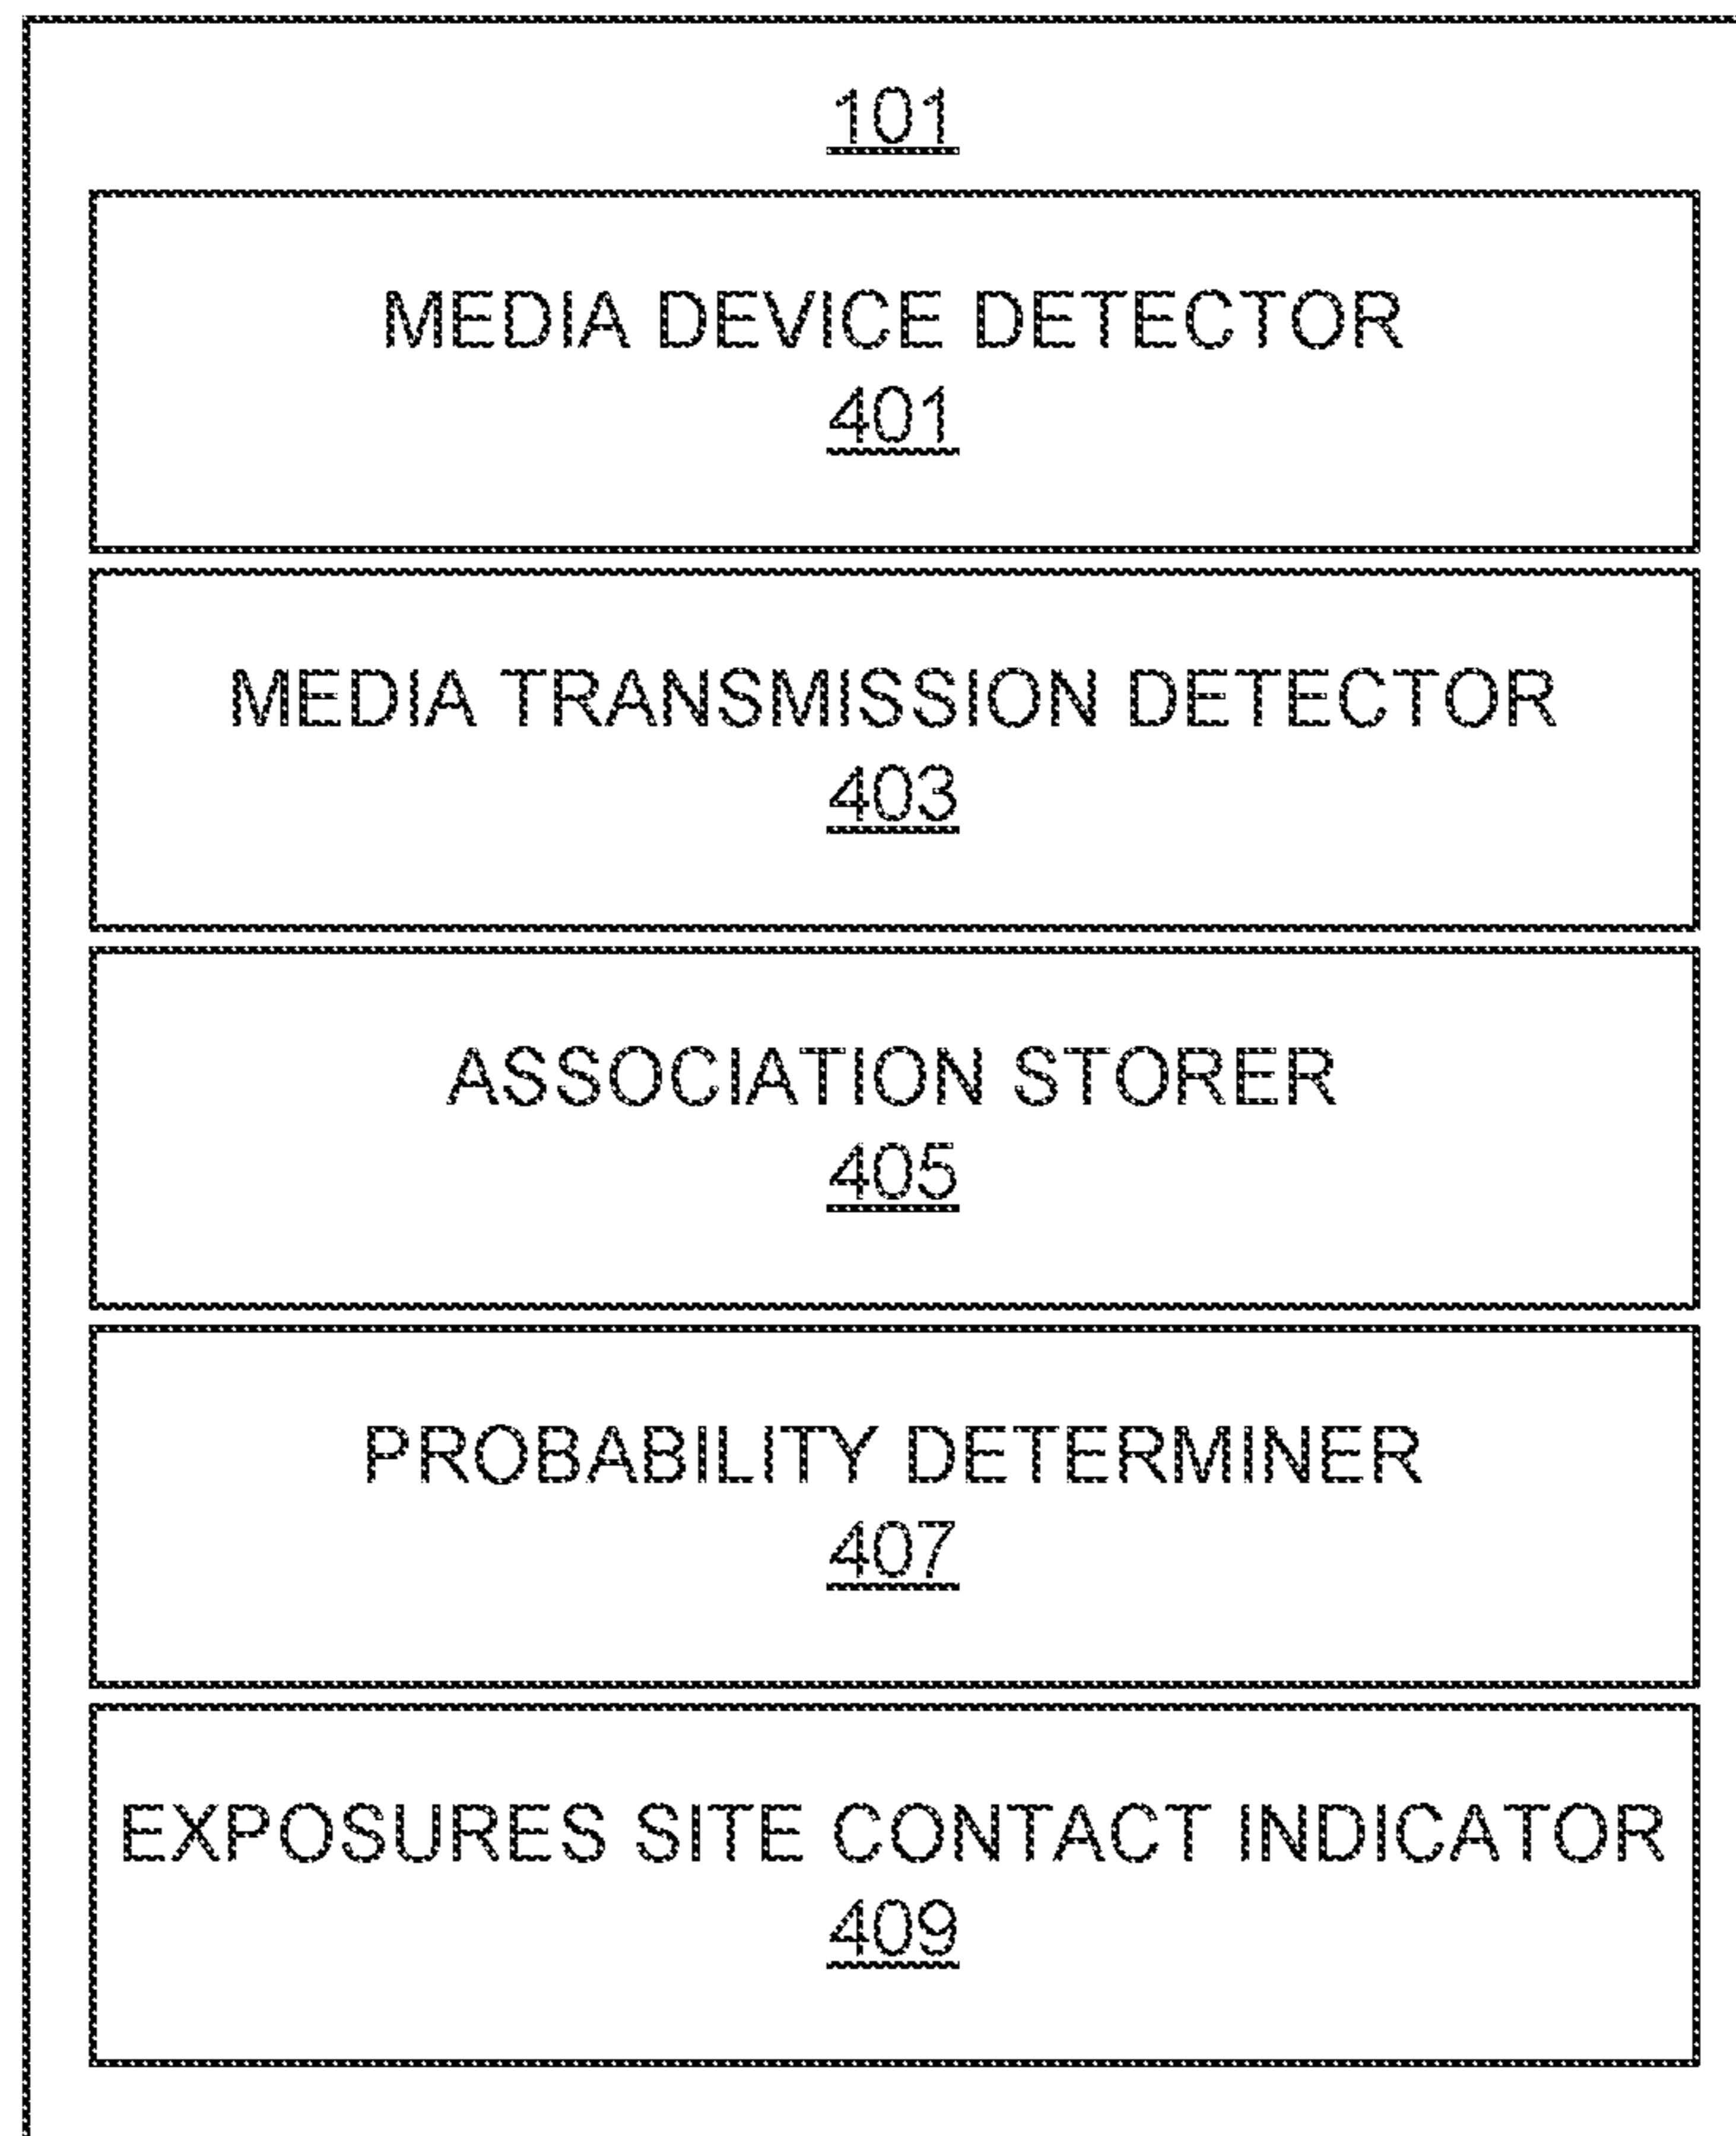 101
MEDIA DEVICE DETECTOR
401
MEDIA TRANSMISSION DETECTOR
403
ASSOCIATION STORER
405
PROBABILITY DETERMINER
407
EXPOSURES SITE CONTACT INDICATOR
409